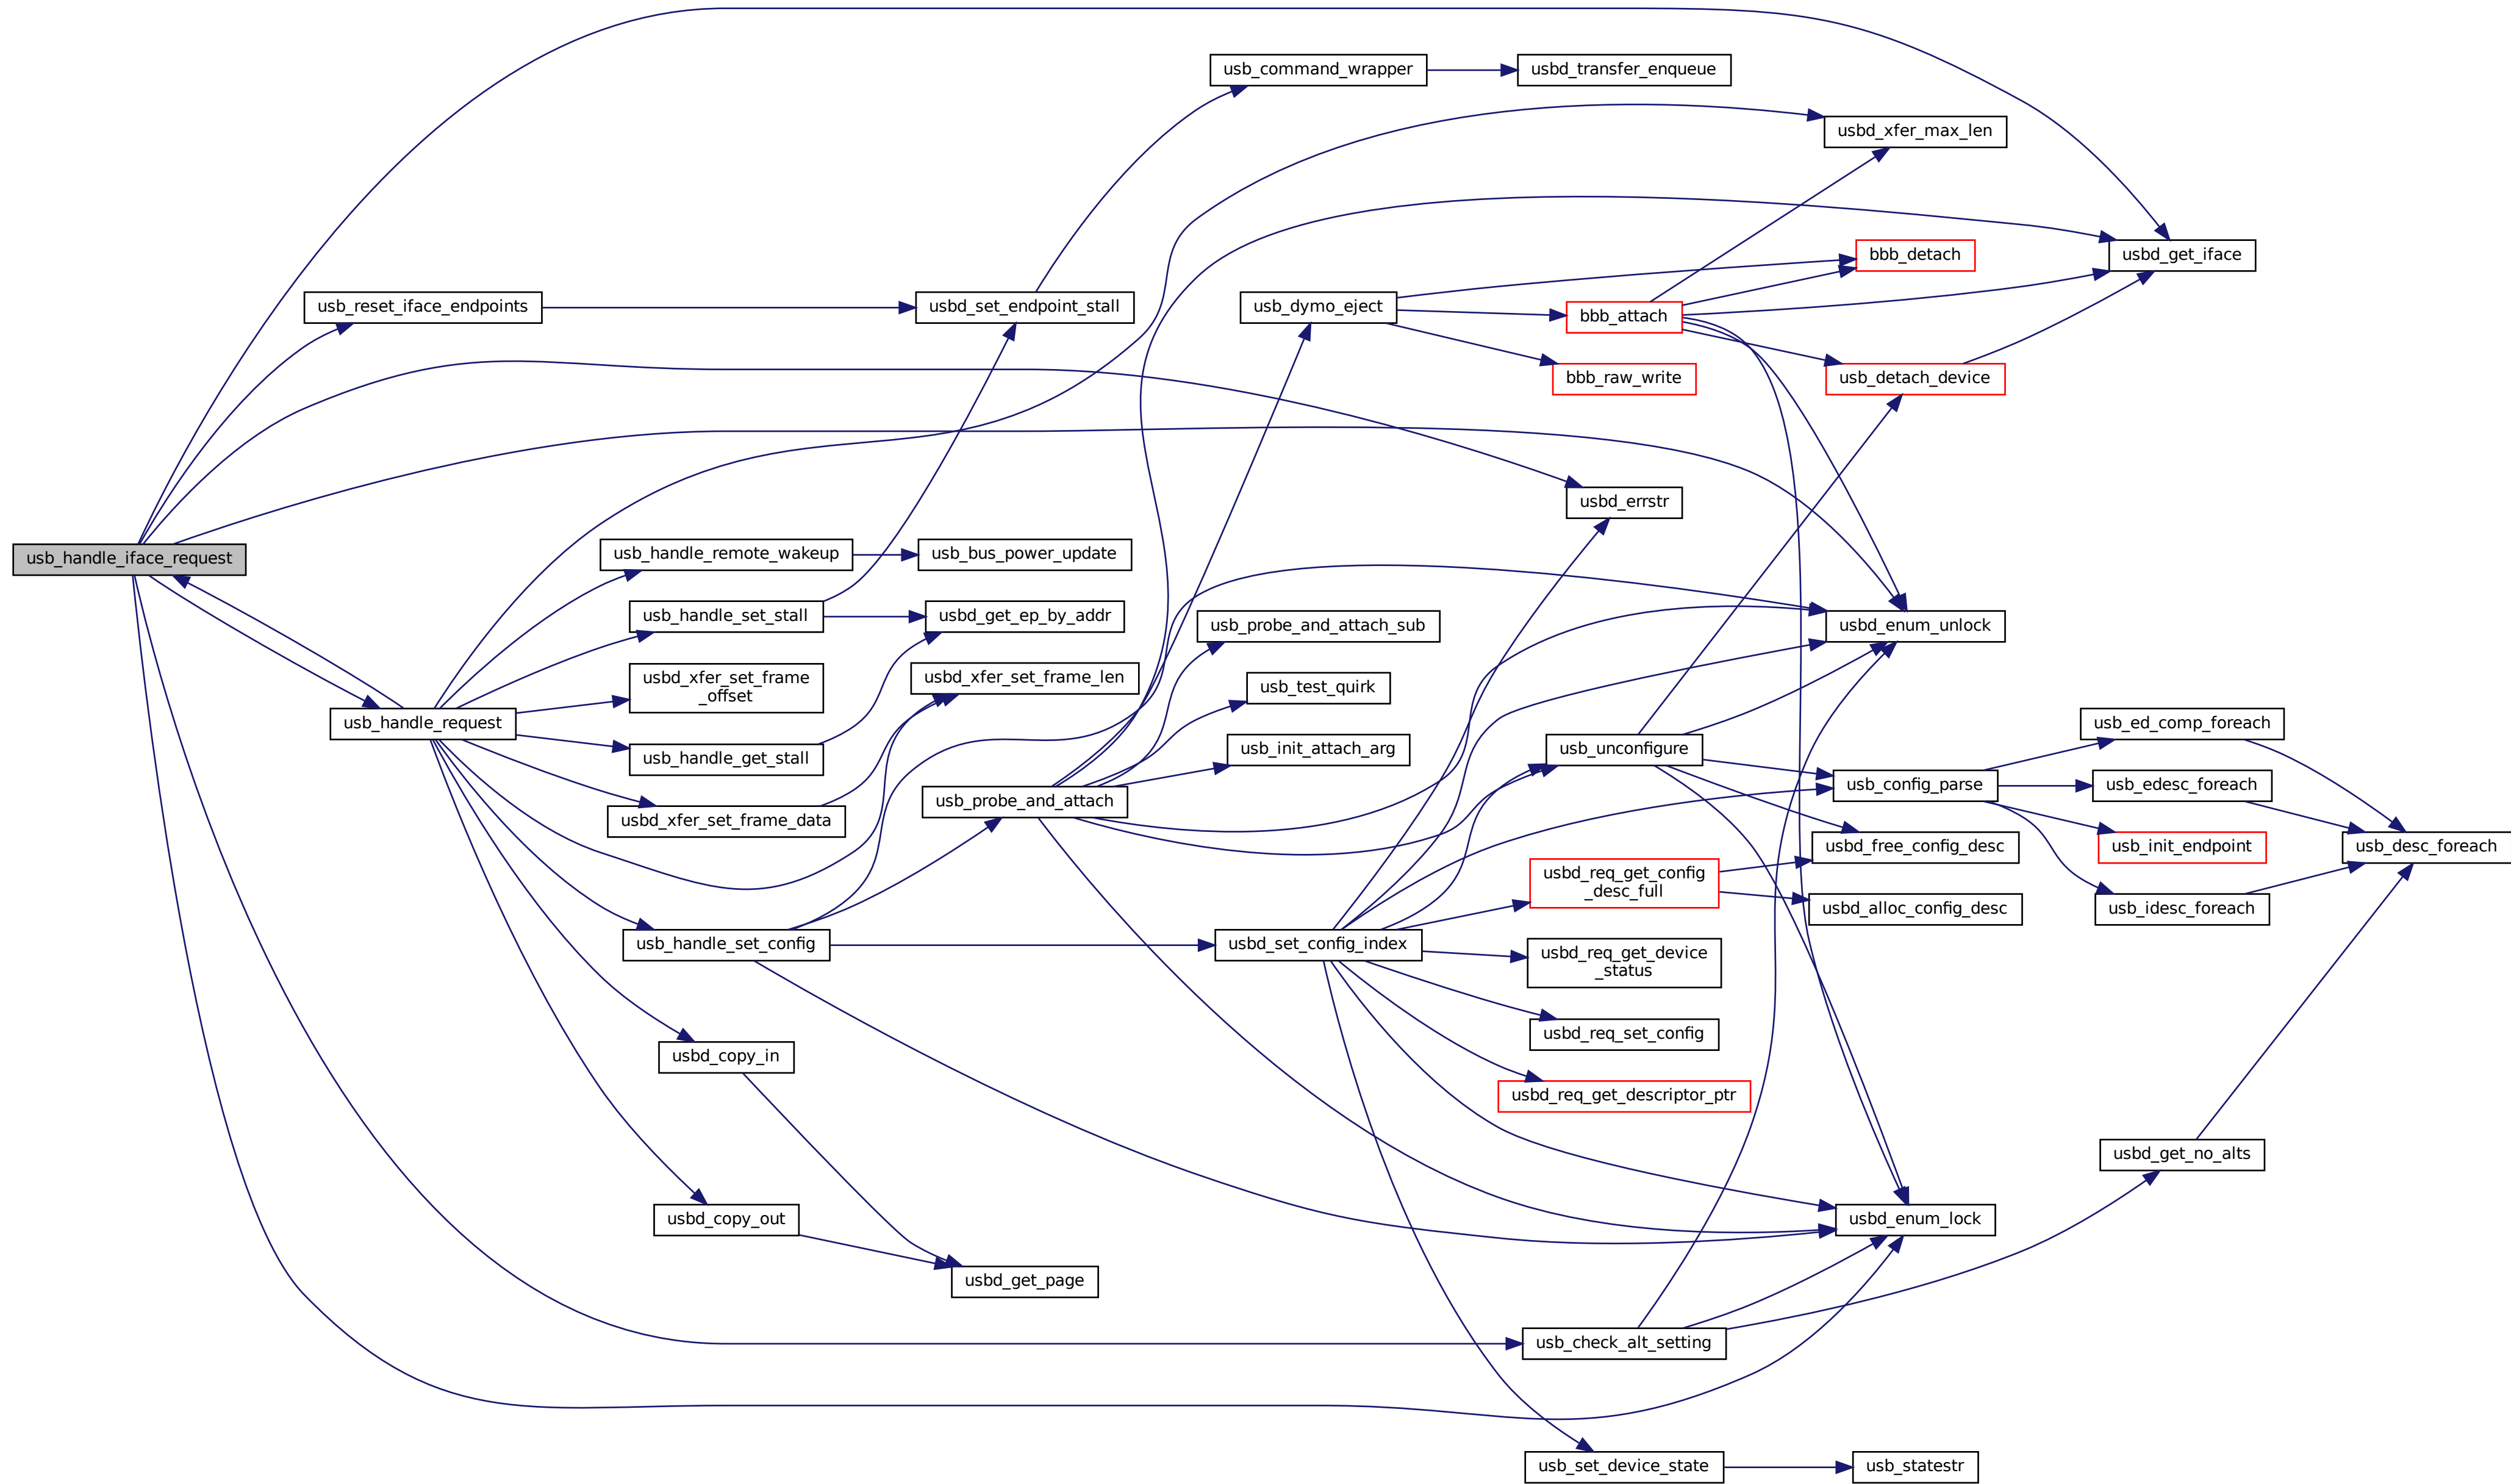 usb_command_wrapper
usbd_transfer_enqueue
usbd_xfer_max_len
bbb_detach
usbd_get_iface
usb_reset_iface_endpoints
usbd_set_endpoint_stall
usb_dymo_eject
bbb_attach
bbb_raw_write
usb_detach_device
usbd_errstr
usb_handle_iface_request
usb_handle_remote_wakeup
usb_bus_power_update
usb_handle_set_stall
usbd_get_ep_by_addr
usb_probe_and_attach_sub
usbd_enum_unlock
usbd_xfer_set_frame
_offset
usbd_xfer_set_frame_len
usb_test_quirk
usb_handle_request
usb_handle_get_stall
usb_init_attach_arg
usb_unconfigure
usb_ed_comp_foreach
usb_config_parse
usb_edesc_foreach
usb_probe_and_attach
usbd_xfer_set_frame_data
usbd_free_config_desc
usb_init_endpoint
usb_desc_foreach
usbd_req_get_config
_desc_full
usbd_alloc_config_desc
usb_idesc_foreach
usb_handle_set_config
usbd_set_config_index
usbd_req_get_device
_status
usbd_req_set_config
usbd_copy_in
usbd_req_get_descriptor_ptr
usbd_get_no_alts
usbd_copy_out
usbd_enum_lock
usbd_get_page
usb_check_alt_setting
usb_set_device_state
usb_statestr